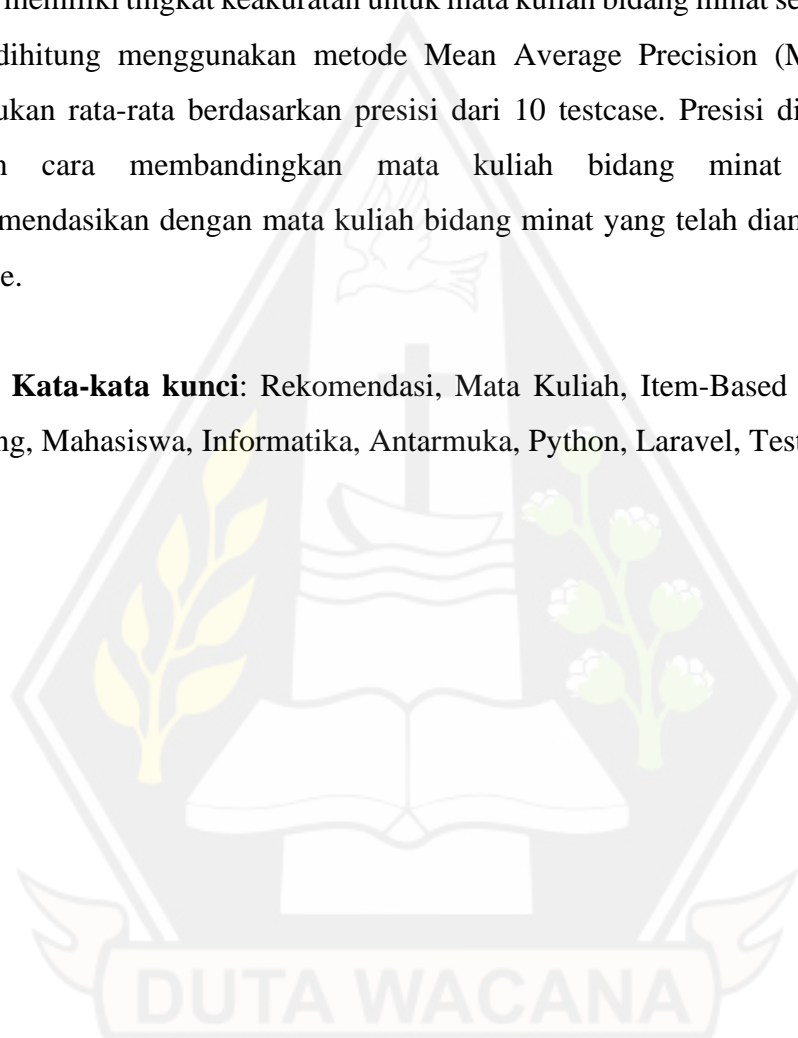 memiliki tingkat keakuratan untuk mata kuliah bidang minat se
dihitung menggunakan metode Mean Average Precision (M
ukan rata-rata berdasarkan presisi dari 10 testcase. Presisi di
n cara membandingkan mata kuliah bidang minat
mendasikan dengan mata kuliah bidang minat yang telah diam
e.
Kata-kata kunci: Rekomendasi, Mata Kuliah, Item-Based
ng, Mahasiswa, Informatika, Antarmuka, Python, Laravel, Test
DUTA WACANA